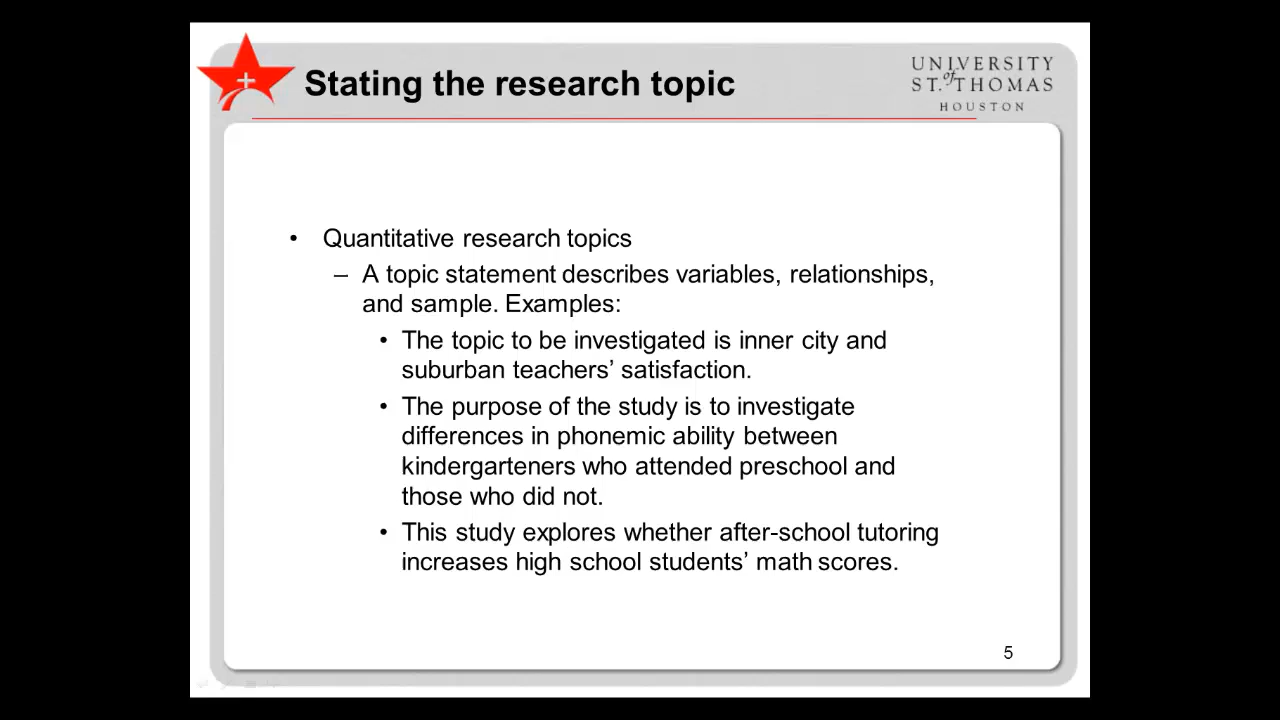 Stating the research topic
UNIVERSITY
of
ST. THOMAS
HOUSTON
• Quantitative research topics
– A topic statement describes variables, relationships,
and sample. Examples:
• The topic to be investigated is inner city and
suburban teachers’ satisfaction.
• The purpose of the study is to investigate
differences in phonemic ability between
kindergarteners who attended preschool and
those who did not.
• This study explores whether after-school tutoring
increases high school students’ math scores.
5